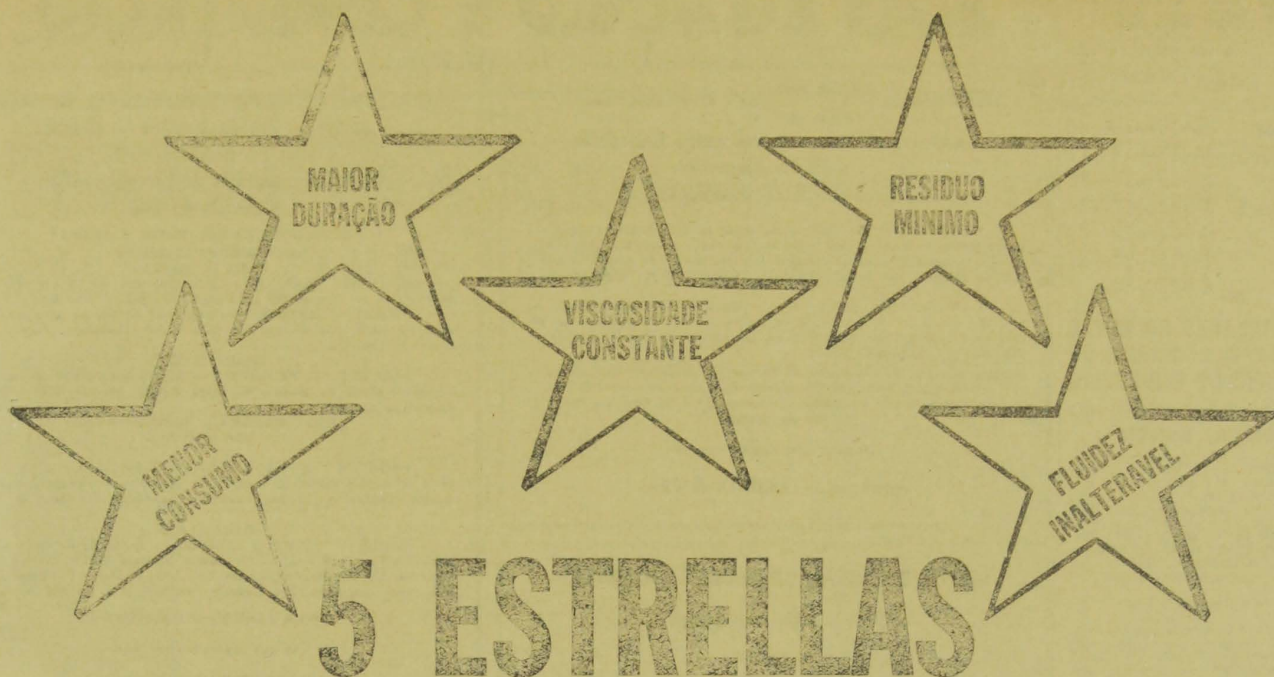 MAIOR
DURAÇÃO
RESIDUO
MINIMO
VISCOSIDADE
CONSTANTE
MENOR
CONSUMO
FLUIDEZ
INALTERAVEL
5 ESTRELLAS